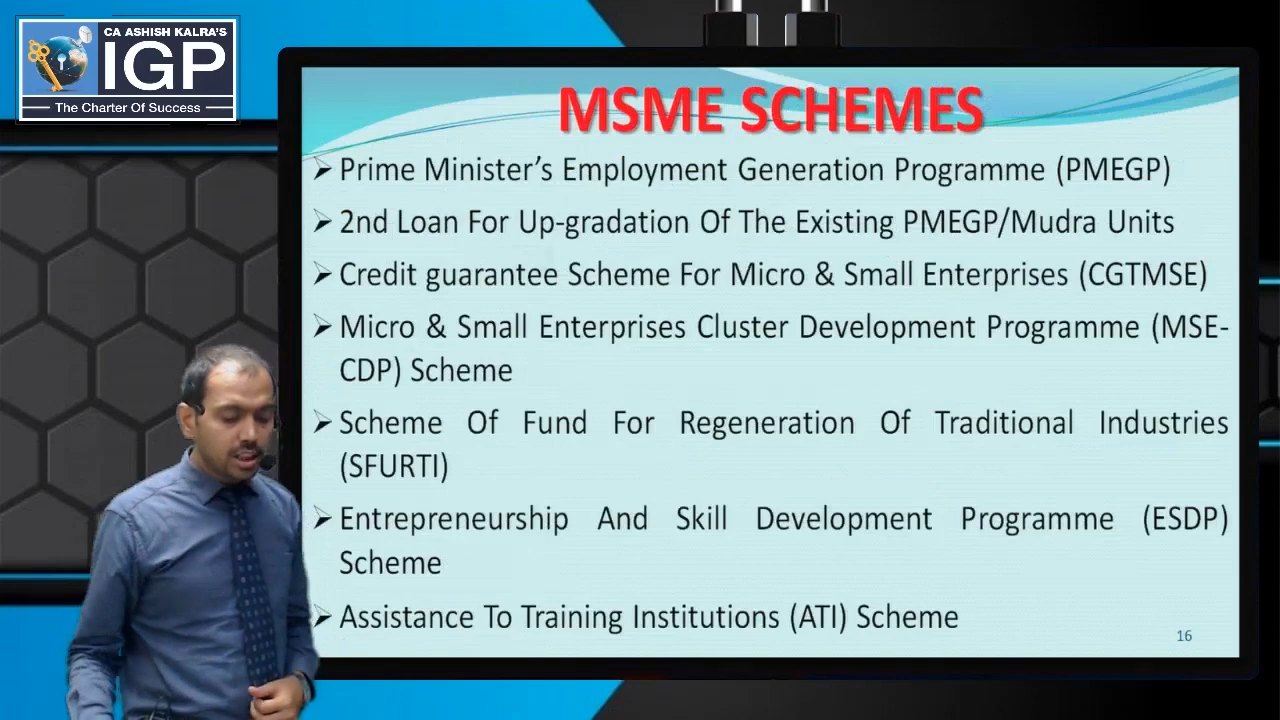 CA ASHISH KALRA'S
IGP
The Charter Of Success
MSME SCHEMES
➢ Prime Minister’s Employment Generation Programme (PMEGP)
➢ 2nd Loan For Up-gradation Of The Existing PMEGP/Mudra Units
➢ Credit guarantee Scheme For Micro & Small Enterprises (CGTMSE)
➢ Micro & Small Enterprises Cluster Development Programme (MSE-
CDP) Scheme
➢ Scheme Of Fund For Regeneration Of Traditional Industries
(SFURTI)
➢ Entrepreneurship And Skill Development Programme (ESDP)
Scheme
➢ Assistance To Training Institutions (ATI) Scheme
16